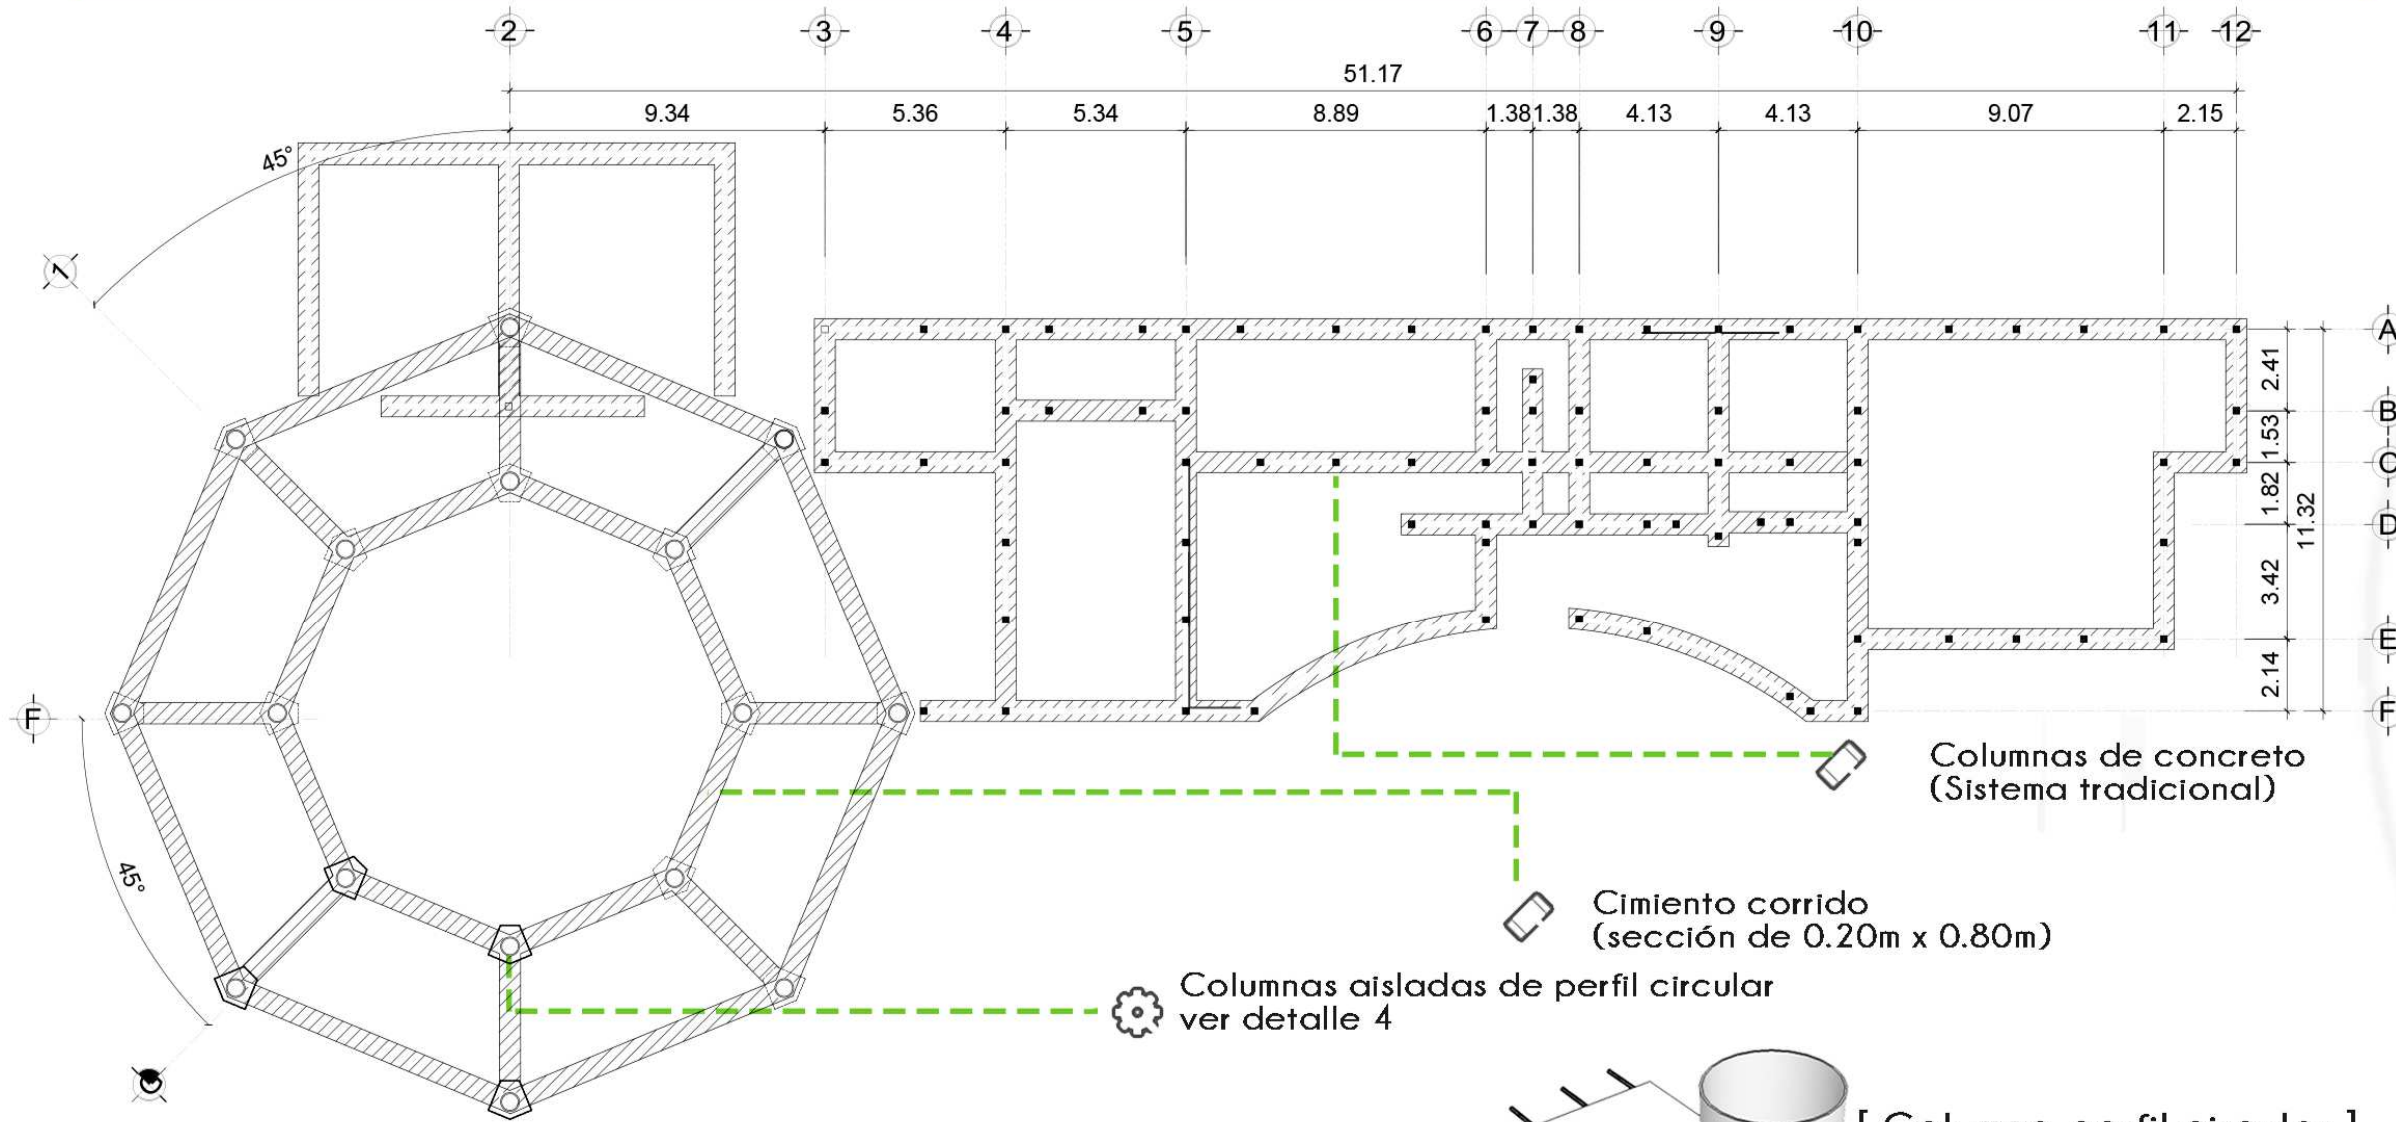 2 3 4 5 6 7 8 9 10 11 12
51.17
9.34 5.36 5.34 8.89 1.38 1.38 4.13 4.13 9.07 2.15
45°
1
A
2.41
B
1.53
C
1.82
11.32
D
3.42
E
2.14
F
F
45°
Columnas de concreto
(Sistema tradicional)
Cimiento corrido
(sección de 0.20m x 0.80m)
Columnas aisladas de perfil circular
ver detalle 4